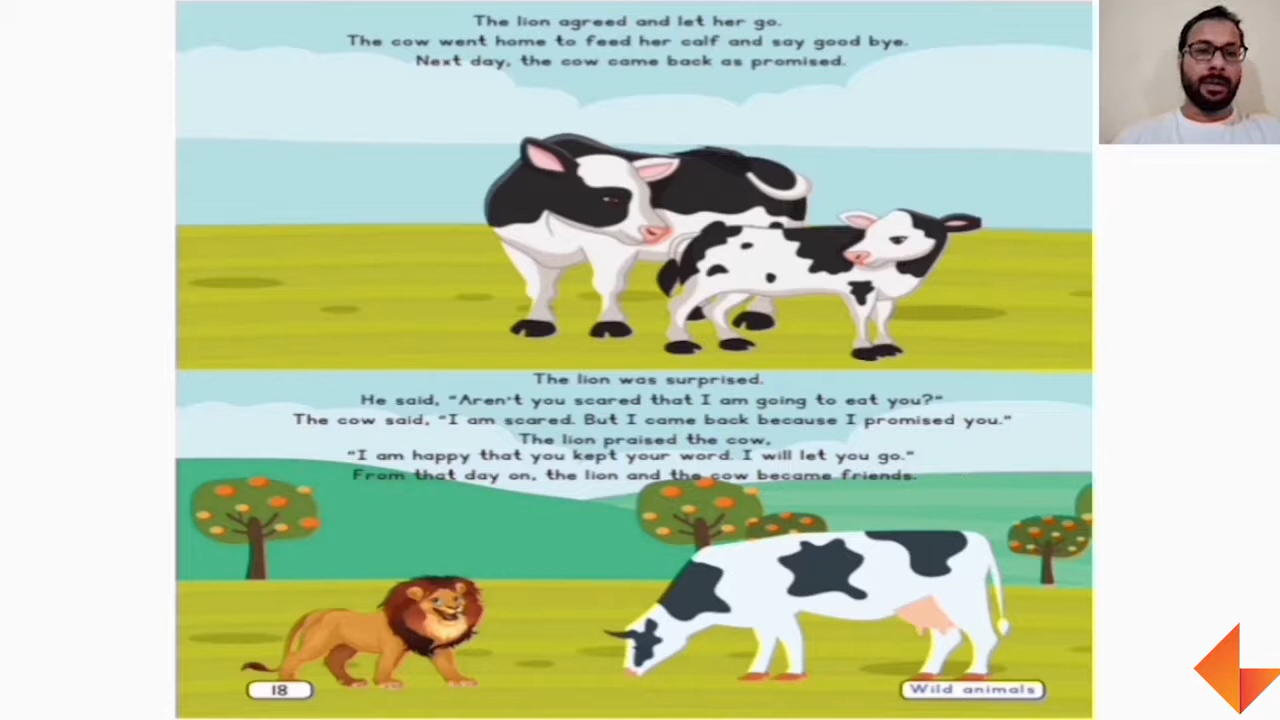 The lion agreed and let her go.
The cow went home to feed her calf and say good bye.
Next day, the cow came back as promised.
The lion was surprised.
He said, "Aren't you scared that I am going to eat you?"
The cow said, "I am scared. But I came back because I promised you."
The lion praised the cow,
"I am happy that you kept your word. I will let you go."
From that day on, the lion and the cow became friends.
18
Wild animals